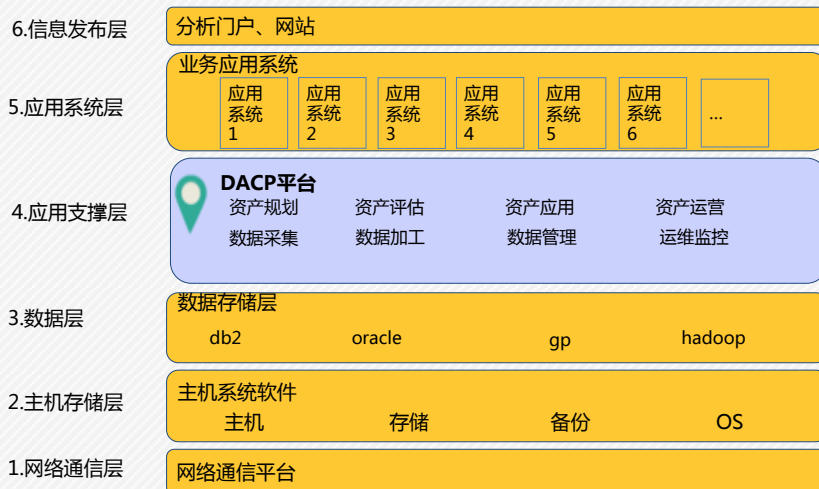 6.信息发布层
分析门户、网站
业务应用系统
5.应用系统层
应用系统1
应用系统2
应用系统3
应用系统4
应用系统5
应用系统6
...
DACP平台
4.应用支撑层
资产规划 资产评估 资产应用 资产运营
数据采集 数据加工 数据管理 运维监控
数据存储层
3.数据层
db2 oracle gp hadoop
主机系统软件
2.主机存储层
主机 存储 备份 OS
1.网络通信层
网络通信平台